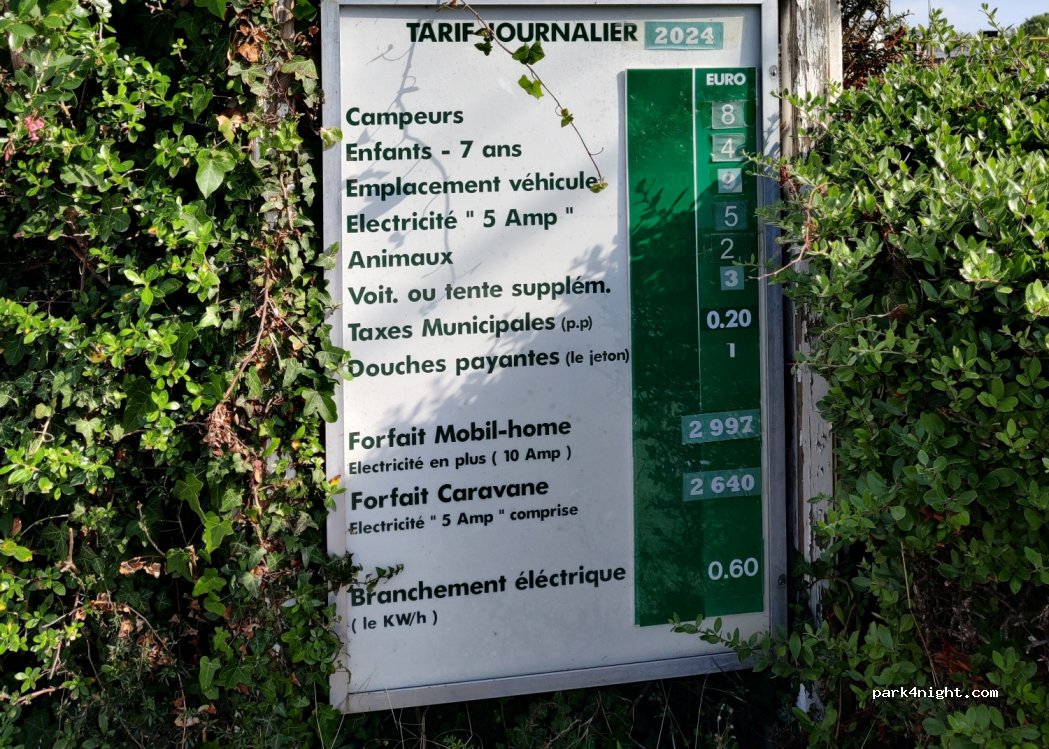 TARIF JOURNALIER 2024
EURO
Campeurs 8
Enfants - 7 ans 4
Emplacement véhicule 9
Electricité " 5 Amp " 5
Animaux 2
Voit. ou tente supplém. 3
Taxes Municipales (p.p) 0.20
Douches payantes (le jeton) 1
Forfait Mobil-home 2 997
Electricité en plus ( 10 Amp )
Forfait Caravane 2 640
Electricité " 5 Amp " comprise
Branchement éléctrique 0.60
( le KW/h )
park4night.com